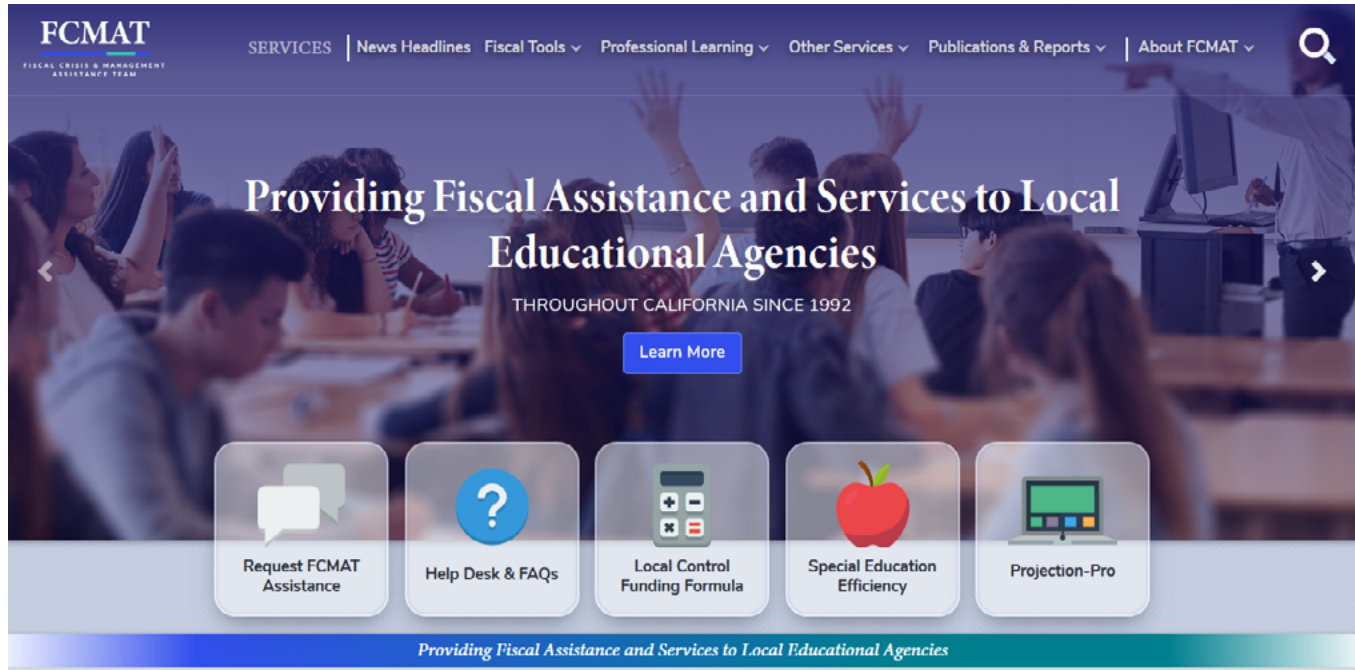 FCMAT
FISCAL CRISIS & MANAGEMENT
ASSISTANCE TEAM
SERVICES
News Headlines
Fiscal Tools
Professional Learning
Other Services
Publications & Reports
About FCMAT
Providing Fiscal Assistance and Services to Local
Educational Agencies
THROUGHOUT CALIFORNIA SINCE 1992
Learn More
Request FCMAT
Assistance
Help Desk & FAQs
Local Control
Funding Formula
Special Education
Efficiency
Projection-Pro
Providing Fiscal Assistance and Services to Local Educational Agencies